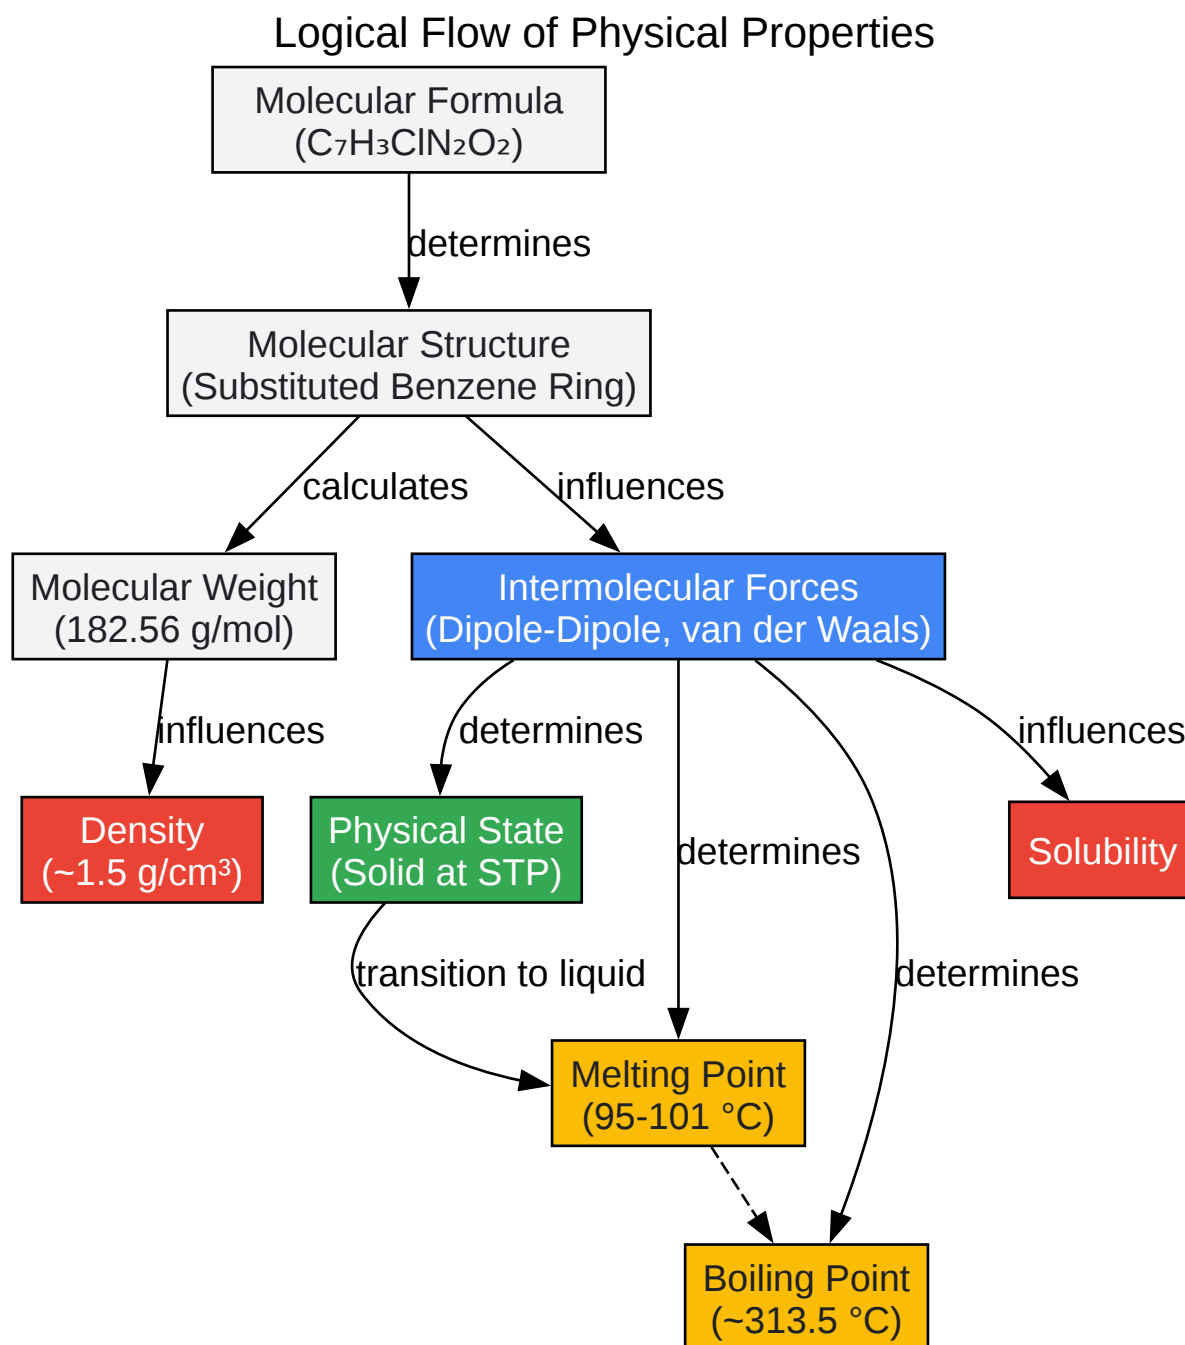 Logical Flow of Physical Properties
Molecular Formula
(C₇H₃ClN₂O₂)
determines
Molecular Structure
(Substituted Benzene Ring)
calculates
influences
Molecular Weight
(182.56 g/mol)
Intermolecular Forces
(Dipole-Dipole, van der Waals)
influences
determines
influences
Density
(~1.5 g/cm³)
Physical State
(Solid at STP)
determines
Solubility
transition to liquid
determines
Melting Point
(95-101 °C)
Boiling Point
(~313.5 °C)